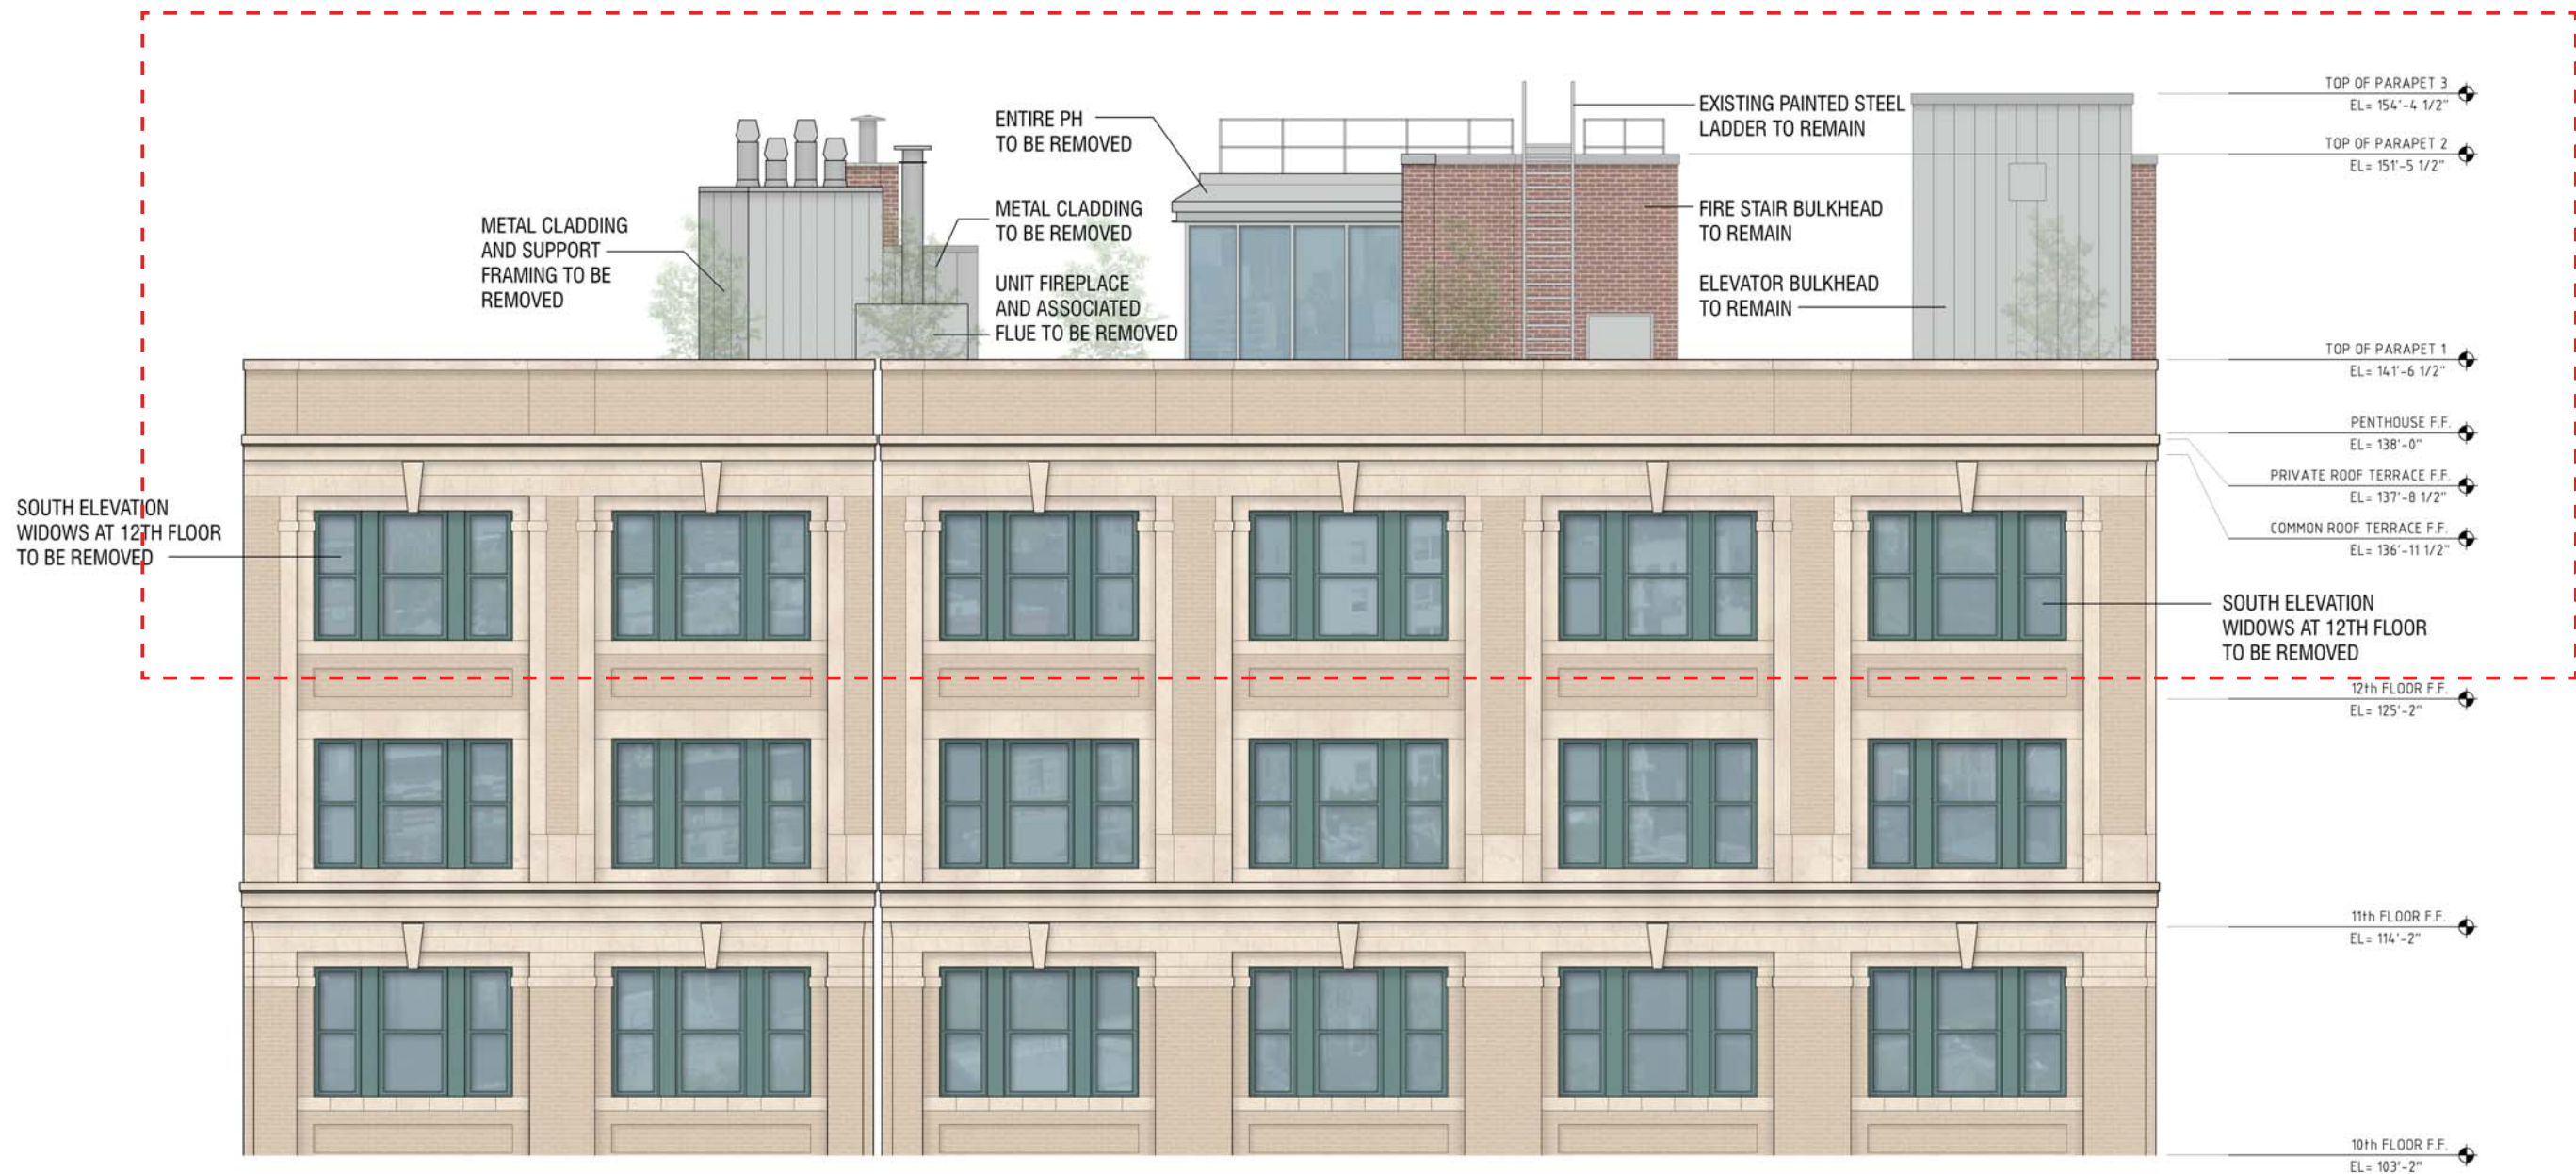 TOP OF PARAPET 3
EL= 154'-4 1/2"
EXISTING PAINTED STEEL
LADDER TO REMAIN
ENTIRE PH
TO BE REMOVED
TOP OF PARAPET 2
EL= 151'-5 1/2"
METAL CLADDING
TO BE REMOVED
FIRE STAIR BULKHEAD
TO REMAIN
METAL CLADDING
AND SUPPORT
FRAMING TO BE
REMOVED
UNIT FIREPLACE
AND ASSOCIATED
FLUE TO BE REMOVED
ELEVATOR BULKHEAD
TO REMAIN
TOP OF PARAPET 1
EL= 141'-6 1/2"
PENTHOUSE F.F.
EL= 138'-0"
PRIVATE ROOF TERRACE F.F.
EL= 137'-8 1/2"
SOUTH ELEVATION
WIDOWS AT 12TH FLOOR
TO BE REMOVED
COMMON ROOF TERRACE F.F.
EL= 136'-11 1/2"
SOUTH ELEVATION
WIDOWS AT 12TH FLOOR
TO BE REMOVED
12th FLOOR F.F.
EL= 125'-2"
11th FLOOR F.F.
EL= 114'-2"
10th FLOOR F.F.
EL= 103'-2"